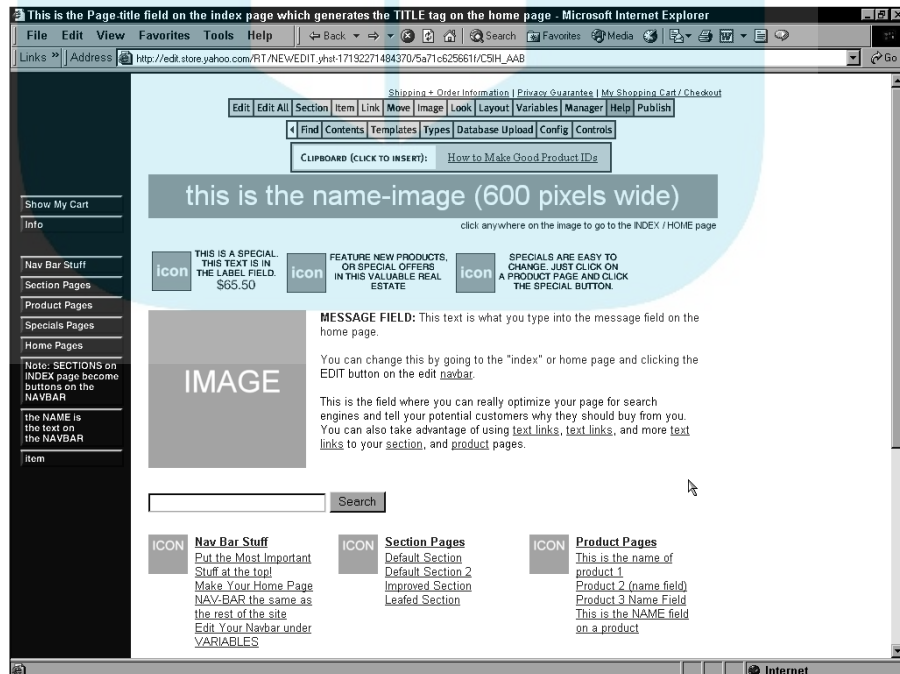 This is the Page-title field on the index page which generates the TITLE tag on the home page - Microsoft Internet Explorer
File Edit View Favorites Tools Help Back Search Favorites Media
Links » Address http://edit.store.yahoo.com/RT/NEWEDIT.yhst-17192271484370/5a71c625661f/C5IH_AAB Go
Shipping + Order Information | Privacy Guarantee | My Shopping Cart / Checkout
Edit Edit All Section Item Link Move Image Look Layout Variables Manager Help Publish
Find Contents Templates Types Database Upload Config Controls
CLIPBOARD (CLICK TO INSERT): How to Make Good Product IDs
this is the name-image (600 pixels wide)
click anywhere on the image to go to the INDEX / HOME page
Show My Cart
Info
Nav Bar Stuff
Section Pages
Product Pages
Specials Pages
Home Pages
Note: SECTIONS on
INDEX page become
buttons on the
NAVBAR
the NAME is
the text on
the NAVBAR
item
icon
THIS IS A SPECIAL.
THIS TEXT IS IN
THE LABEL FIELD.
$65.50
icon
FEATURE NEW PRODUCTS,
OR SPECIAL OFFERS
IN THIS VALUABLE REAL
ESTATE
icon
SPECIALS ARE EASY TO
CHANGE. JUST CLICK ON
A PRODUCT PAGE AND CLICK
THE SPECIAL BUTTON.
IMAGE
MESSAGE FIELD: This text is what you type into the message field on the
home page.
You can change this by going to the "index" or home page and clicking the
EDIT button on the edit navbar.
This is the field where you can really optimize your page for search
engines and tell your potential customers why they should buy from you.
You can also take advantage of using text links, text links, and more text
links to your section, and product pages.
Search
ICON
Nav Bar Stuff
Put the Most Important
Stuff at the top!
Make Your Home Page
NAV-BAR the same as
the rest of the site
Edit Your Navbar under
VARIABLES
ICON
Section Pages
Default Section
Default Section 2
Improved Section
Leafed Section
ICON
Product Pages
This is the name of
product 1
Product 2 (name field)
Product 3 Name Field
This is the NAME field
on a product
Internet